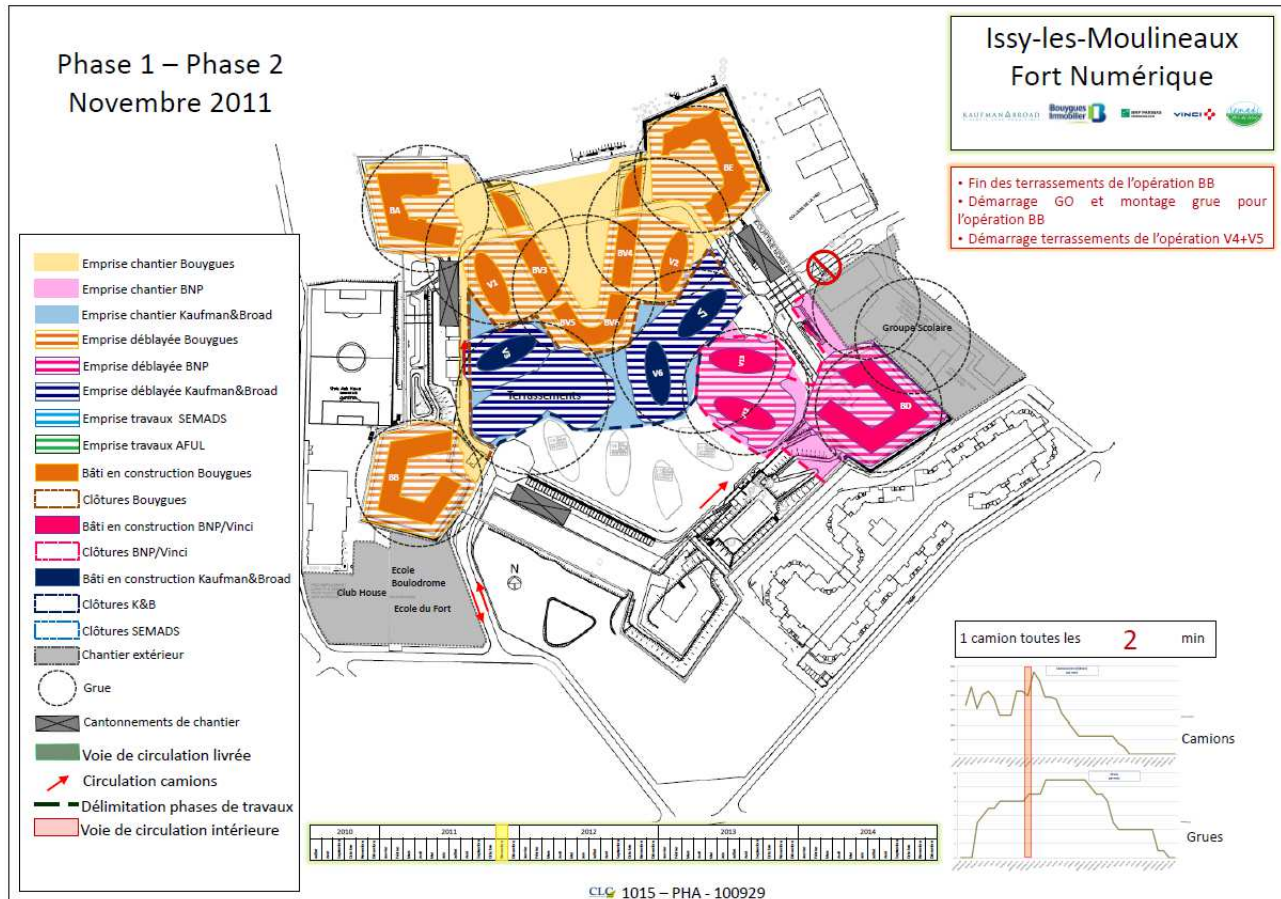 Phase 1 – Phase 2
Novembre 2011
Issy-les-Moulineaux
Fort Numérique
KAUFMAN & BROAD
Bouygues
Immobilier
VINCI
• Fin des terrassements de l'opération BB
• Démarrage GO et montage grue pour
l'opération BB
• Démarrage terrassements de l'opération V4+V5
Emprise chantier Bouygues
Emprise chantier BNP
Emprise chantier Kaufman&Broad
Emprise déblayée Bouygues
Emprise déblayée BNP
Emprise déblayée Kaufman&Broad
Emprise travaux SEMADS
Emprise travaux AFUL
Bâti en construction Bouygues
Clôtures Bouygues
Bâti en construction BNP/Vinci
Clôtures BNP/Vinci
Bâti en construction Kaufman&Broad
Clôtures K&B
Clôtures SEMADS
Chantier extérieur
Grue
Cantonnements de chantier
Voie de circulation livrée
Circulation camions
Délimitation phases de travaux
Voie de circulation intérieure
BA
BE
V1
BV3
BV4
V2
BV5
BV6
V7
V6
Terrassements
BD
BB
Groupe Scolaire
Ecole
Boulodrome
Club House
Ecole du Fort
N
1 camion toutes les 2 min
Camions
Grues
2010
2011
2012
2013
2014
CLC 1015 – PHA - 100929